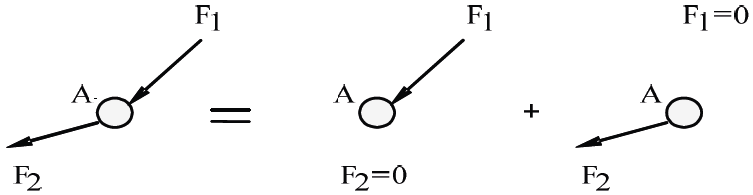 F1 F1 F1=0
A = A + A
F2 F2=0 F2